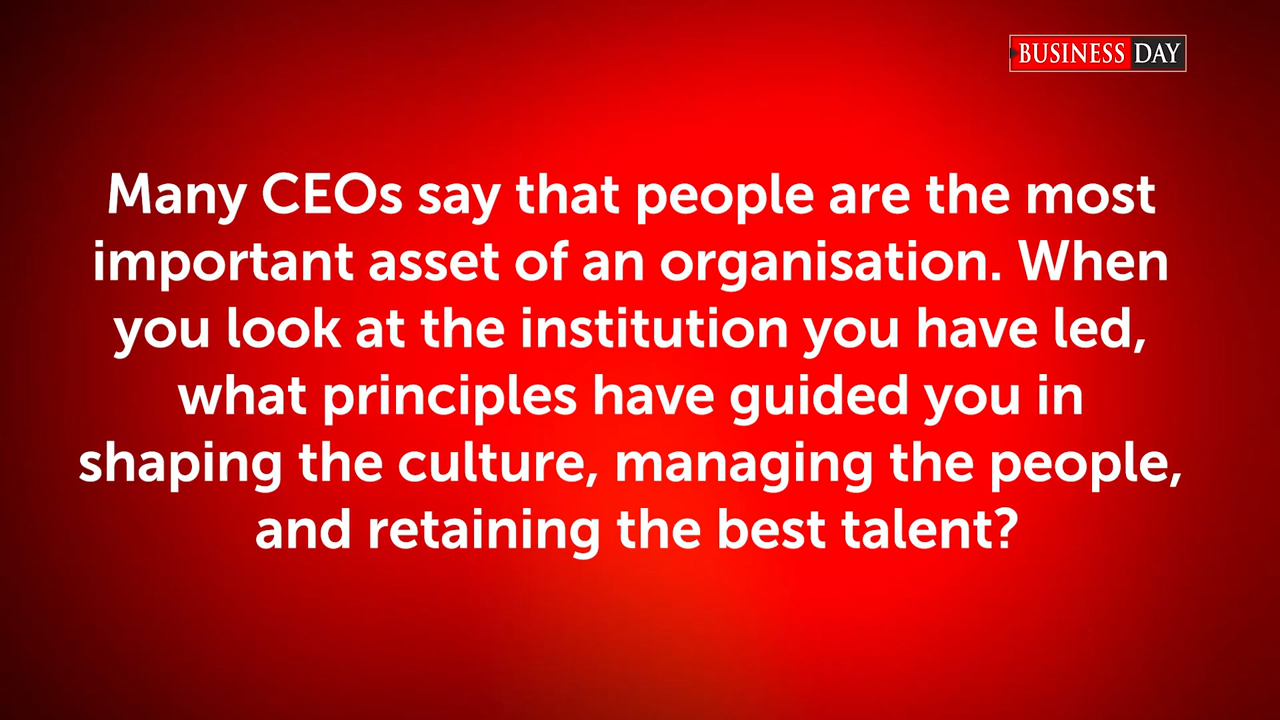 BUSINESS DAY
Many CEOs say that people are the most
important asset of an organisation. When
you look at the institution you have led,
what principles have guided you in
shaping the culture, managing the people,
and retaining the best talent?